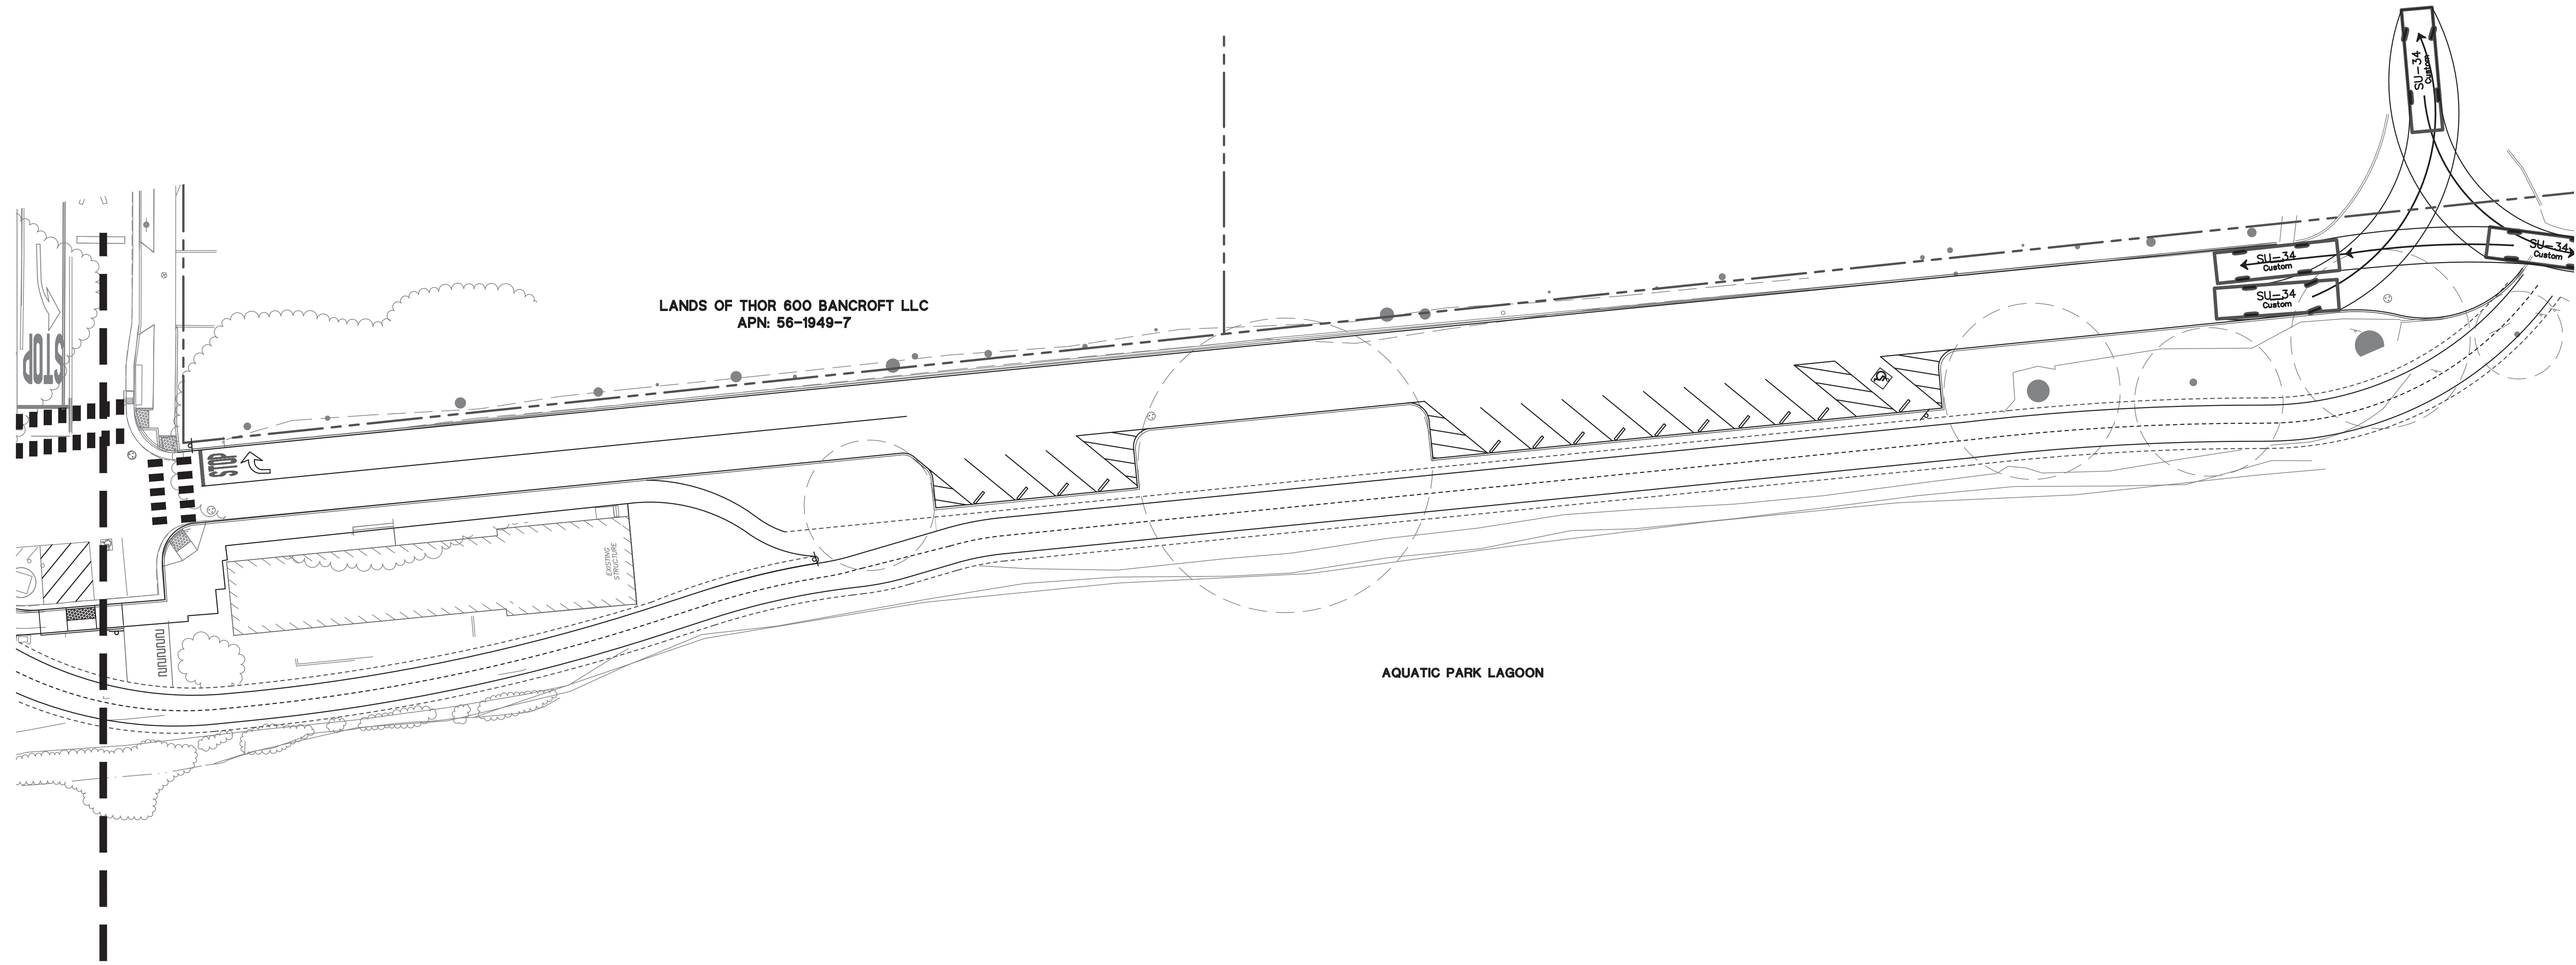 SU-34
Custom
SU-34
Custom
SU-34
Custom
SU-34
Custom
LANDS OF THOR 600 BANCROFT LLC
APN: 56-1949-7
STOP
STOP
EXISTING
STRUCTURE
AQUATIC PARK LAGOON